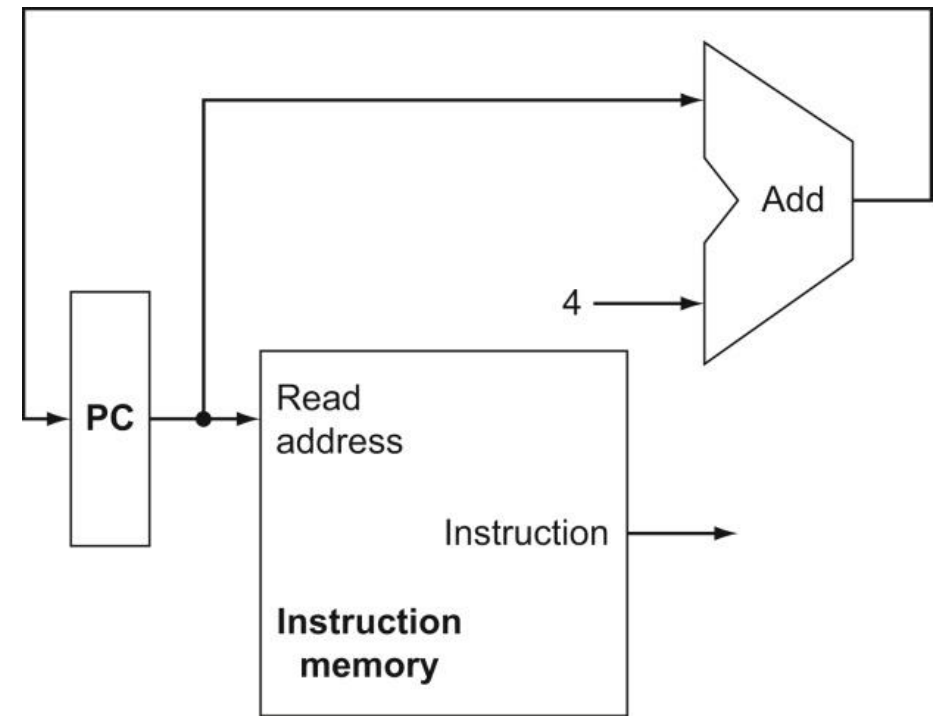 Add
4
PC
Read
address
Instruction
Instruction
memory